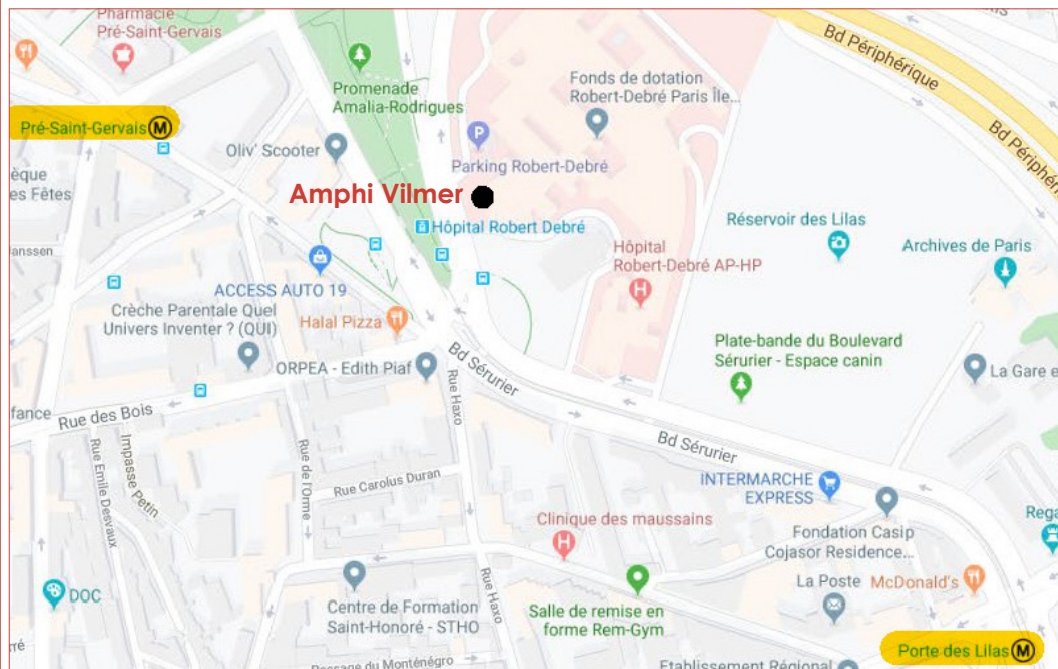 Pharmacie
Pré-Saint-Gervais
Promenade
Amalia-Rodrigues
Fonds de dotation
Robert-Debré Paris Île...
Bd Périphérique
Bd Périphé
Pré-Saint-Gervais M
Oliv' Scooter
P
Parking Robert-Debré
èque
es Fêtes
Amphi Vilmer
Hôpital Robert Debré
Réservoir des Lilas
Archives de Paris
Janssen
Hôpital
Robert-Debré AP-HP
H
ACCESS AUTO 19
Crèche Parentale Quel
Univers Inventer ? (QUI)
Halal Pizza
Plate-bande du Boulevard
Sérurier - Espace canin
ORPEA - Edith Piaf
Bd Sérurier
La Gare e
fance
Rue des Bois
Rue Haxo
Bd Sérurier
Rue Emile Desvaux
Impasse Petin
Rue de l'Orme
Rue Carolus Duran
INTERMARCHE
EXPRESS
Clinique des maussains
H
Fondation Casip
Cojasor Residence...
Rega
DOC
Centre de Formation
Saint-Honoré - STHO
Rue Haxo
Salle de remise en
forme Rem-Gym
La Poste
McDonald's
Porte des Lilas M
Passage du Monténégro
Etablissement Régional